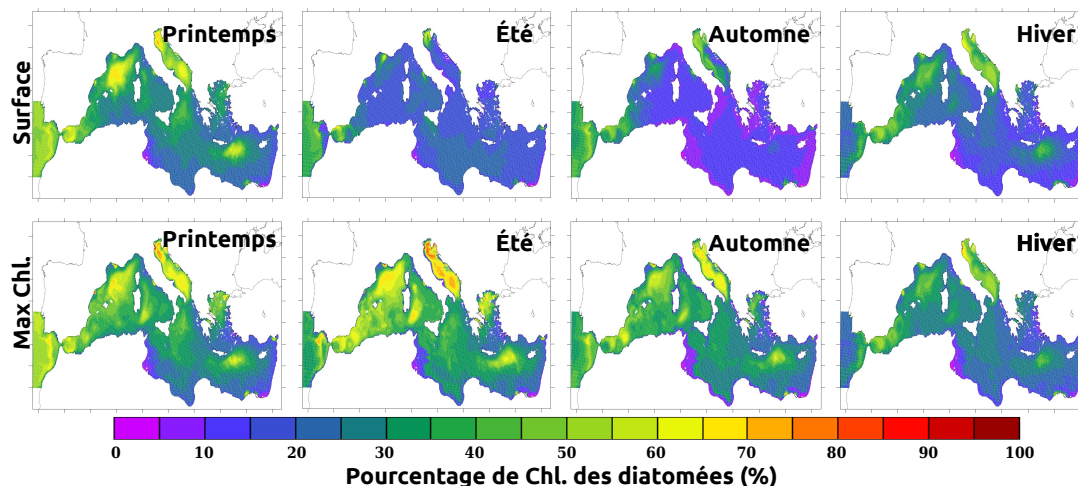 Printemps Été Automne Hiver
Surface
Printemps Été Automne Hiver
Max Chl.
0 10 20 30 40 50 60 70 80 90 100
Pourcentage de Chl. des diatomées (%)